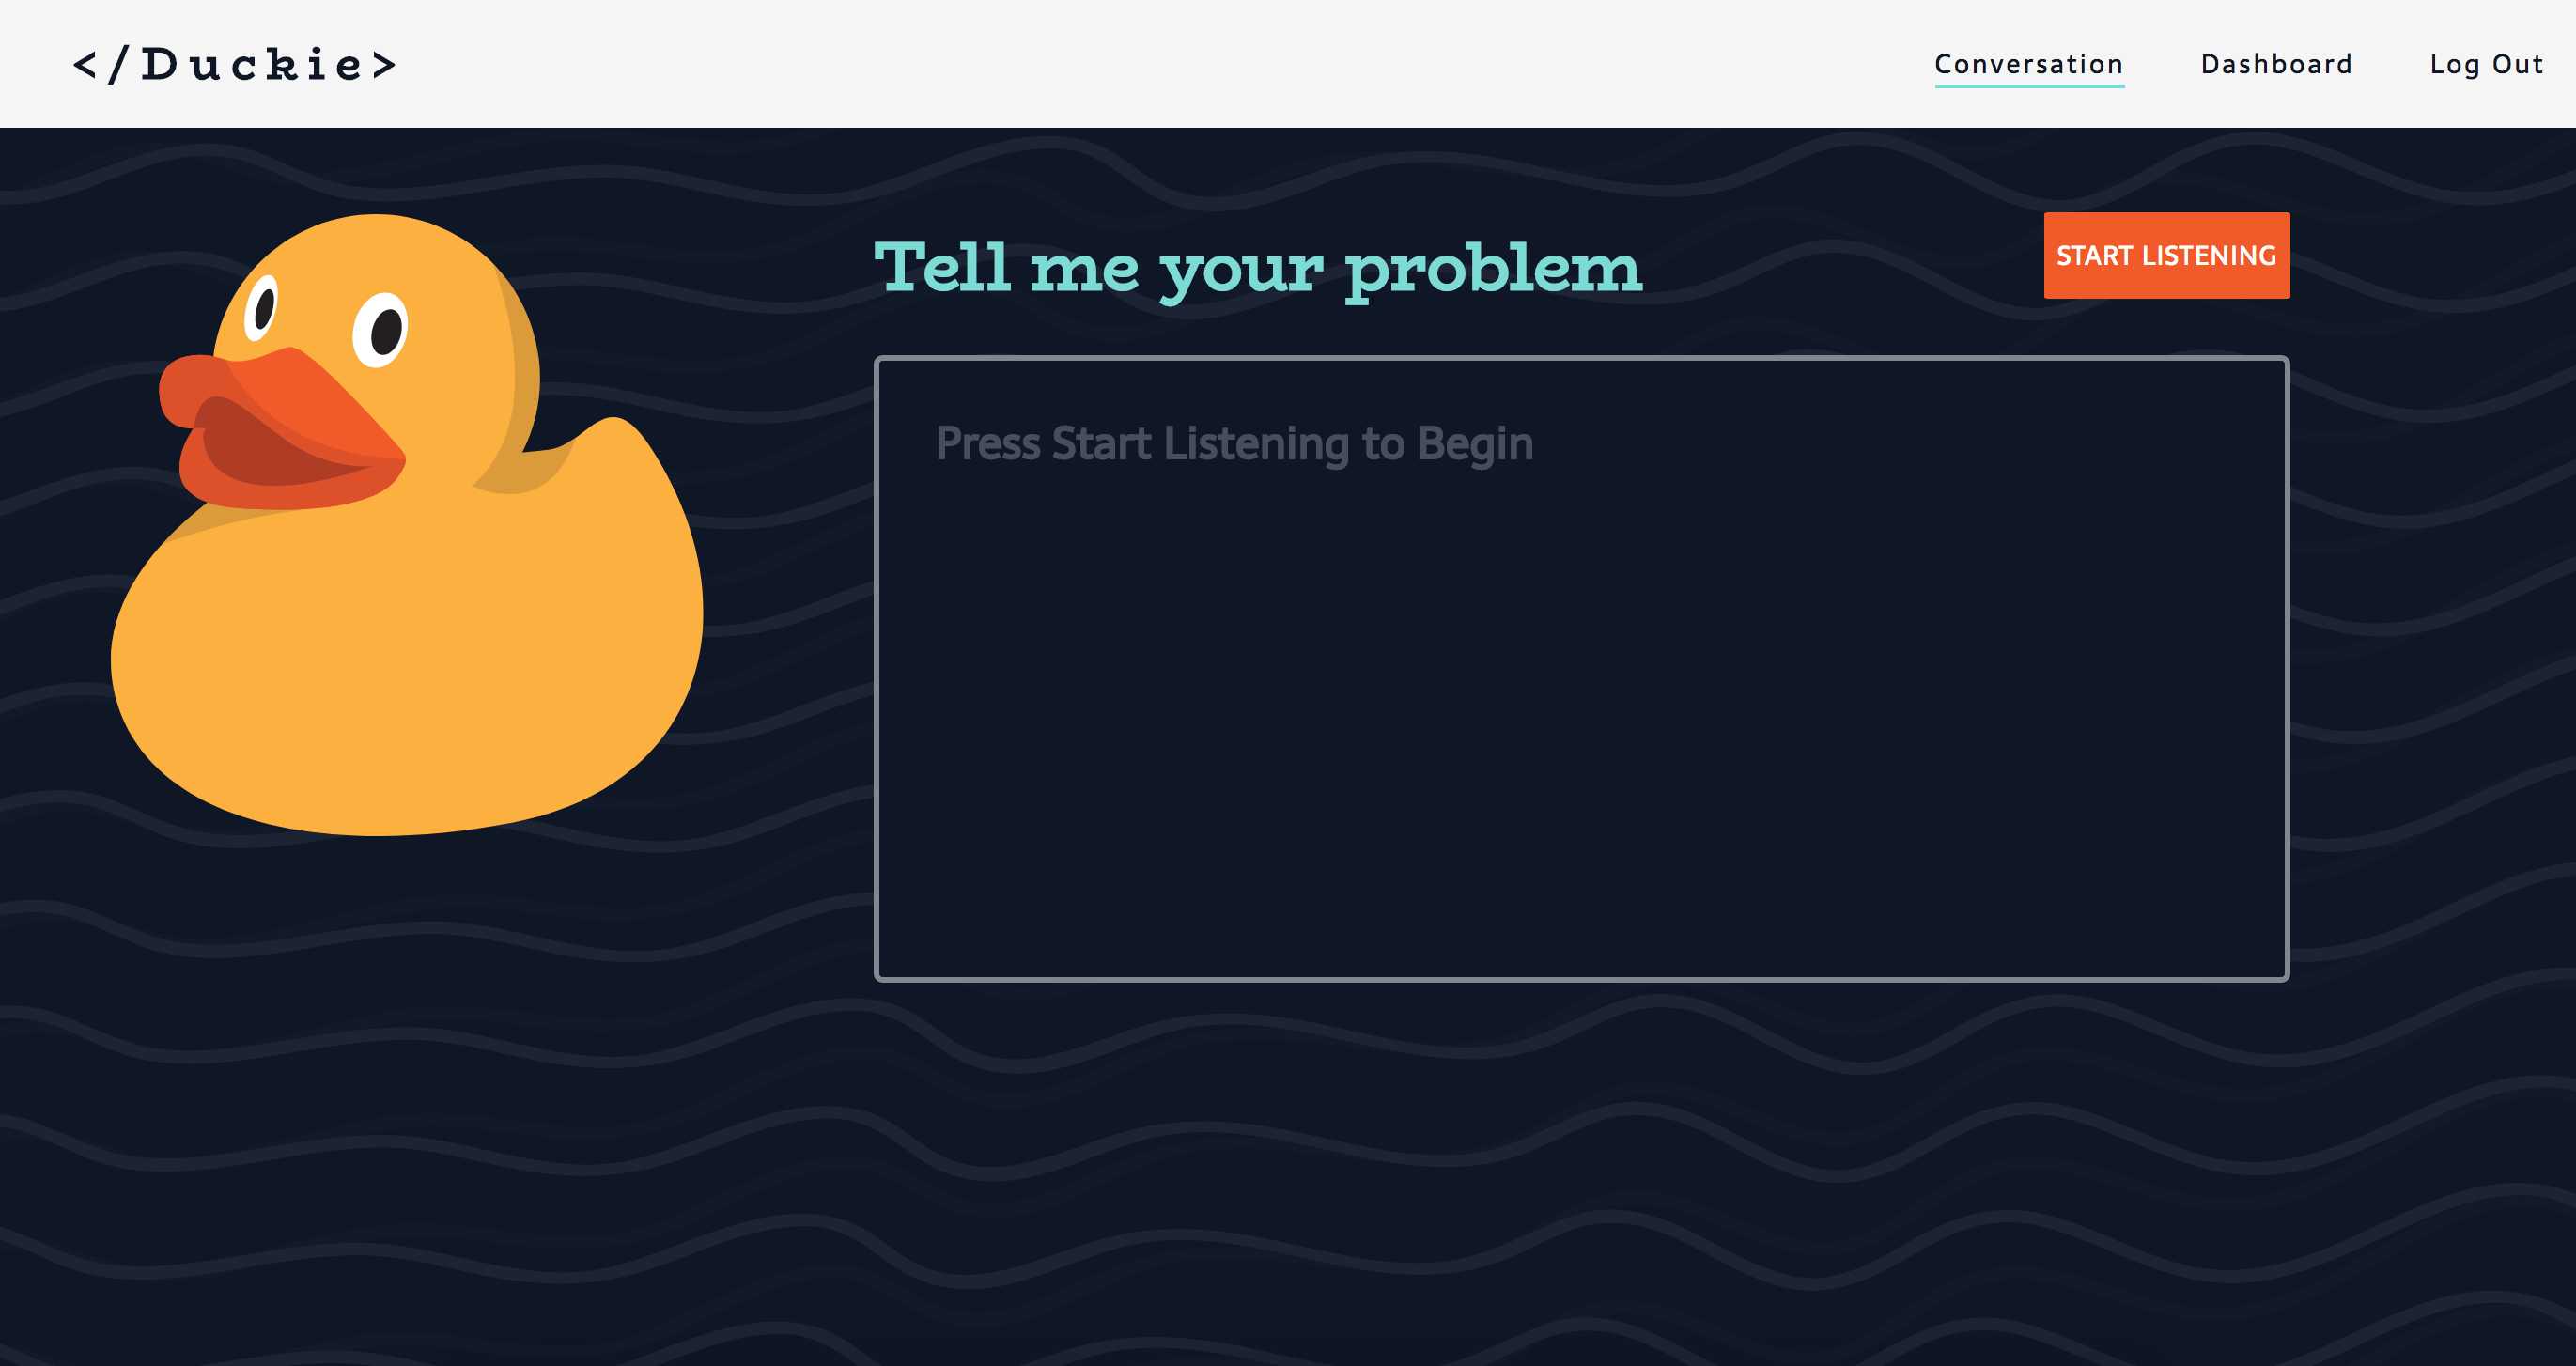 </Duckie>
Conversation Dashboard Log Out
Tell me your problem
START LISTENING
Press Start Listening to Begin